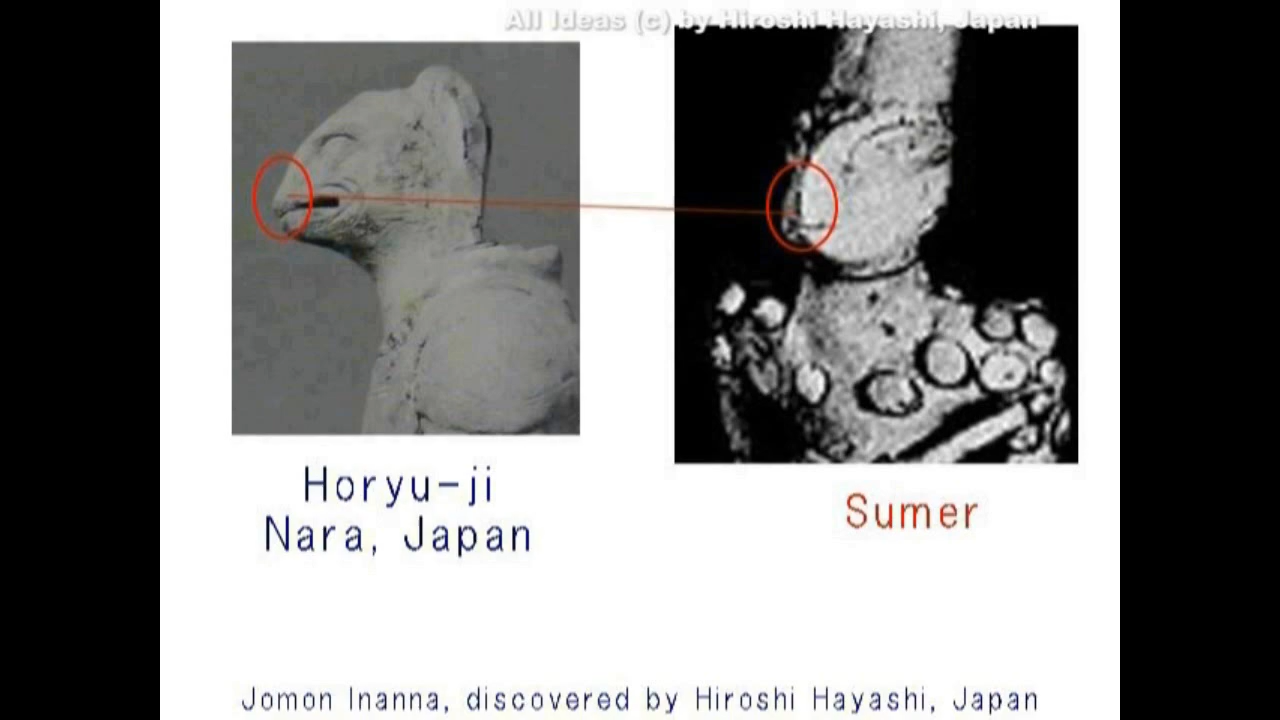 All Ideas (c) by Hiroshi Hayashi, Japan
Horyu-ji
Nara, Japan
Sumer
Jomon Inanna, discovered by Hiroshi Hayashi, Japan